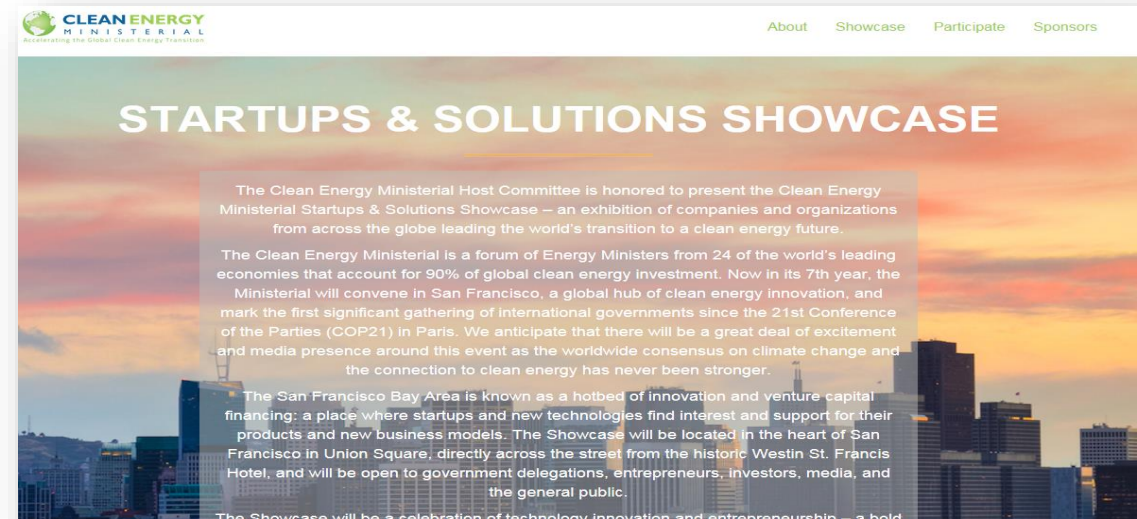 CLEAN ENERGY
MINISTERIAL
Accelerating the Global Clean Energy Transition
About Showcase Participate Sponsors
STARTUPS & SOLUTIONS SHOWCASE
The Clean Energy Ministerial Host Committee is honored to present the Clean Energy
Ministerial Startups & Solutions Showcase – an exhibition of companies and organizations
from across the globe leading the world's transition to a clean energy future.
The Clean Energy Ministerial is a forum of Energy Ministers from 24 of the world's leading
economies that account for 90% of global clean energy investment. Now in its 7th year, the
Ministerial will convene in San Francisco, a global hub of clean energy innovation, and
mark the first significant gathering of international governments since the 21st Conference
of the Parties (COP21) in Paris. We anticipate that there will be a great deal of excitement
and media presence around this event as the worldwide consensus on climate change and
the connection to clean energy has never been stronger.
The San Francisco Bay Area is known as a hotbed of innovation and venture capital
financing: a place where startups and new technologies find interest and support for their
products and new business models. The Showcase will be located in the heart of San
Francisco in Union Square, directly across the street from the historic Westin St. Francis
Hotel, and will be open to government delegations, entrepreneurs, investors, media, and
the general public.
The Showcase will be a celebration of technology innovation and entrepreneurship – a bold